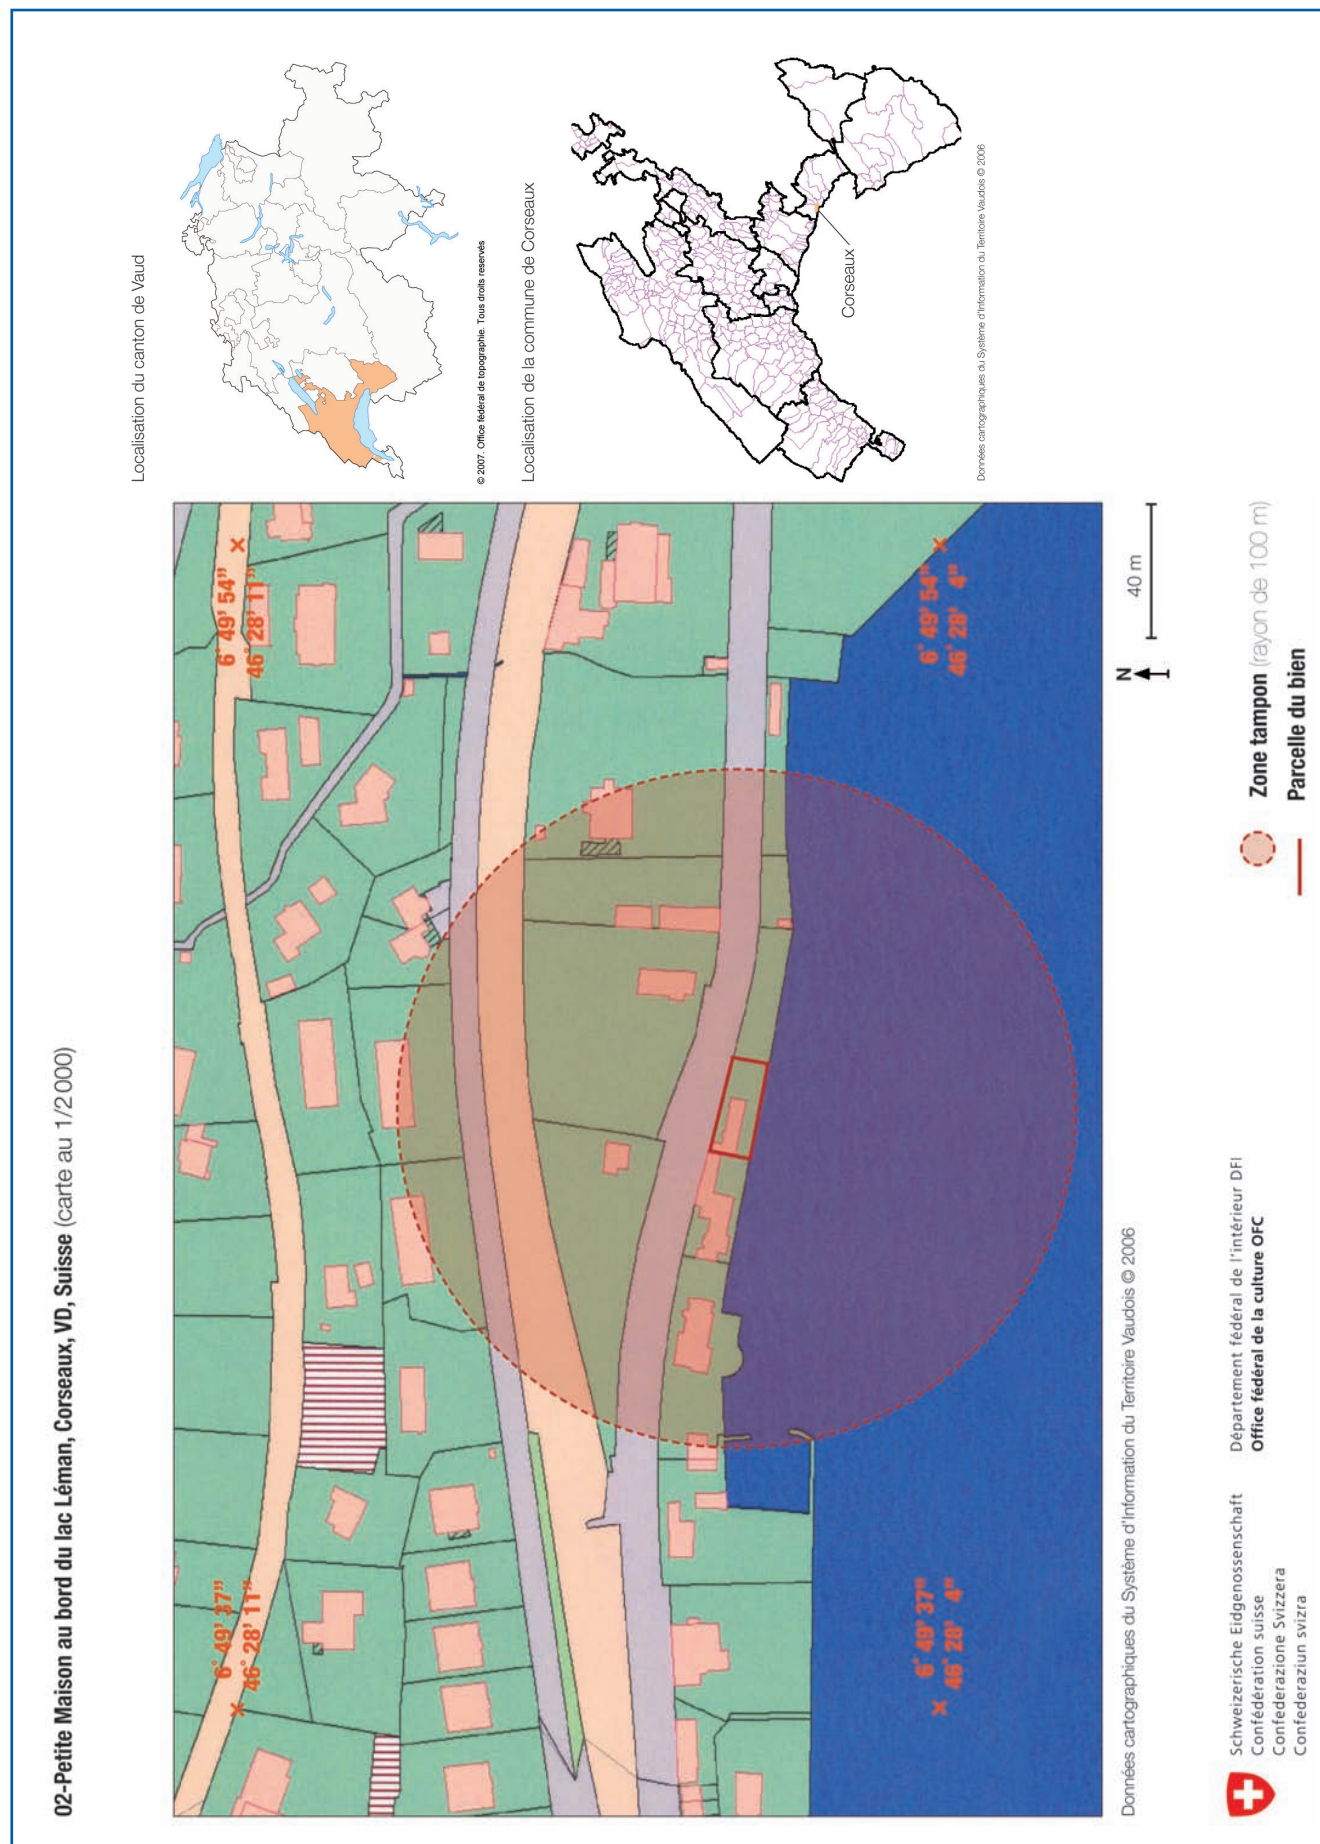 02-Petite Maison au bord du lac Léman, Corseaux, VD, Suisse (carte au 1/2000)
6° 49' 37"
46° 28' 11"
6° 49' 54"
46° 28' 11"
6° 49' 37"
46° 28' 4"
6° 49' 54"
46° 28' 4"
Données cartographiques du Système d'Information du Territoire Vaudois © 2006
N
40 m
Localisation du canton de Vaud
© 2007. Office fédéral de topographie. Tous droits reservés
Localisation de la commune de Corseaux
Corseaux
Données cartographiques du Système d'Information du Territoire Vaudois © 2006
Schweizerische Eidgenossenschaft
Confédération suisse
Confederazione Svizzera
Confederaziun svizra
Département fédéral de l'intérieur DFI
Office fédéral de la culture OFC
Zone tampon (rayon de 100 m)
Parcelle du bien